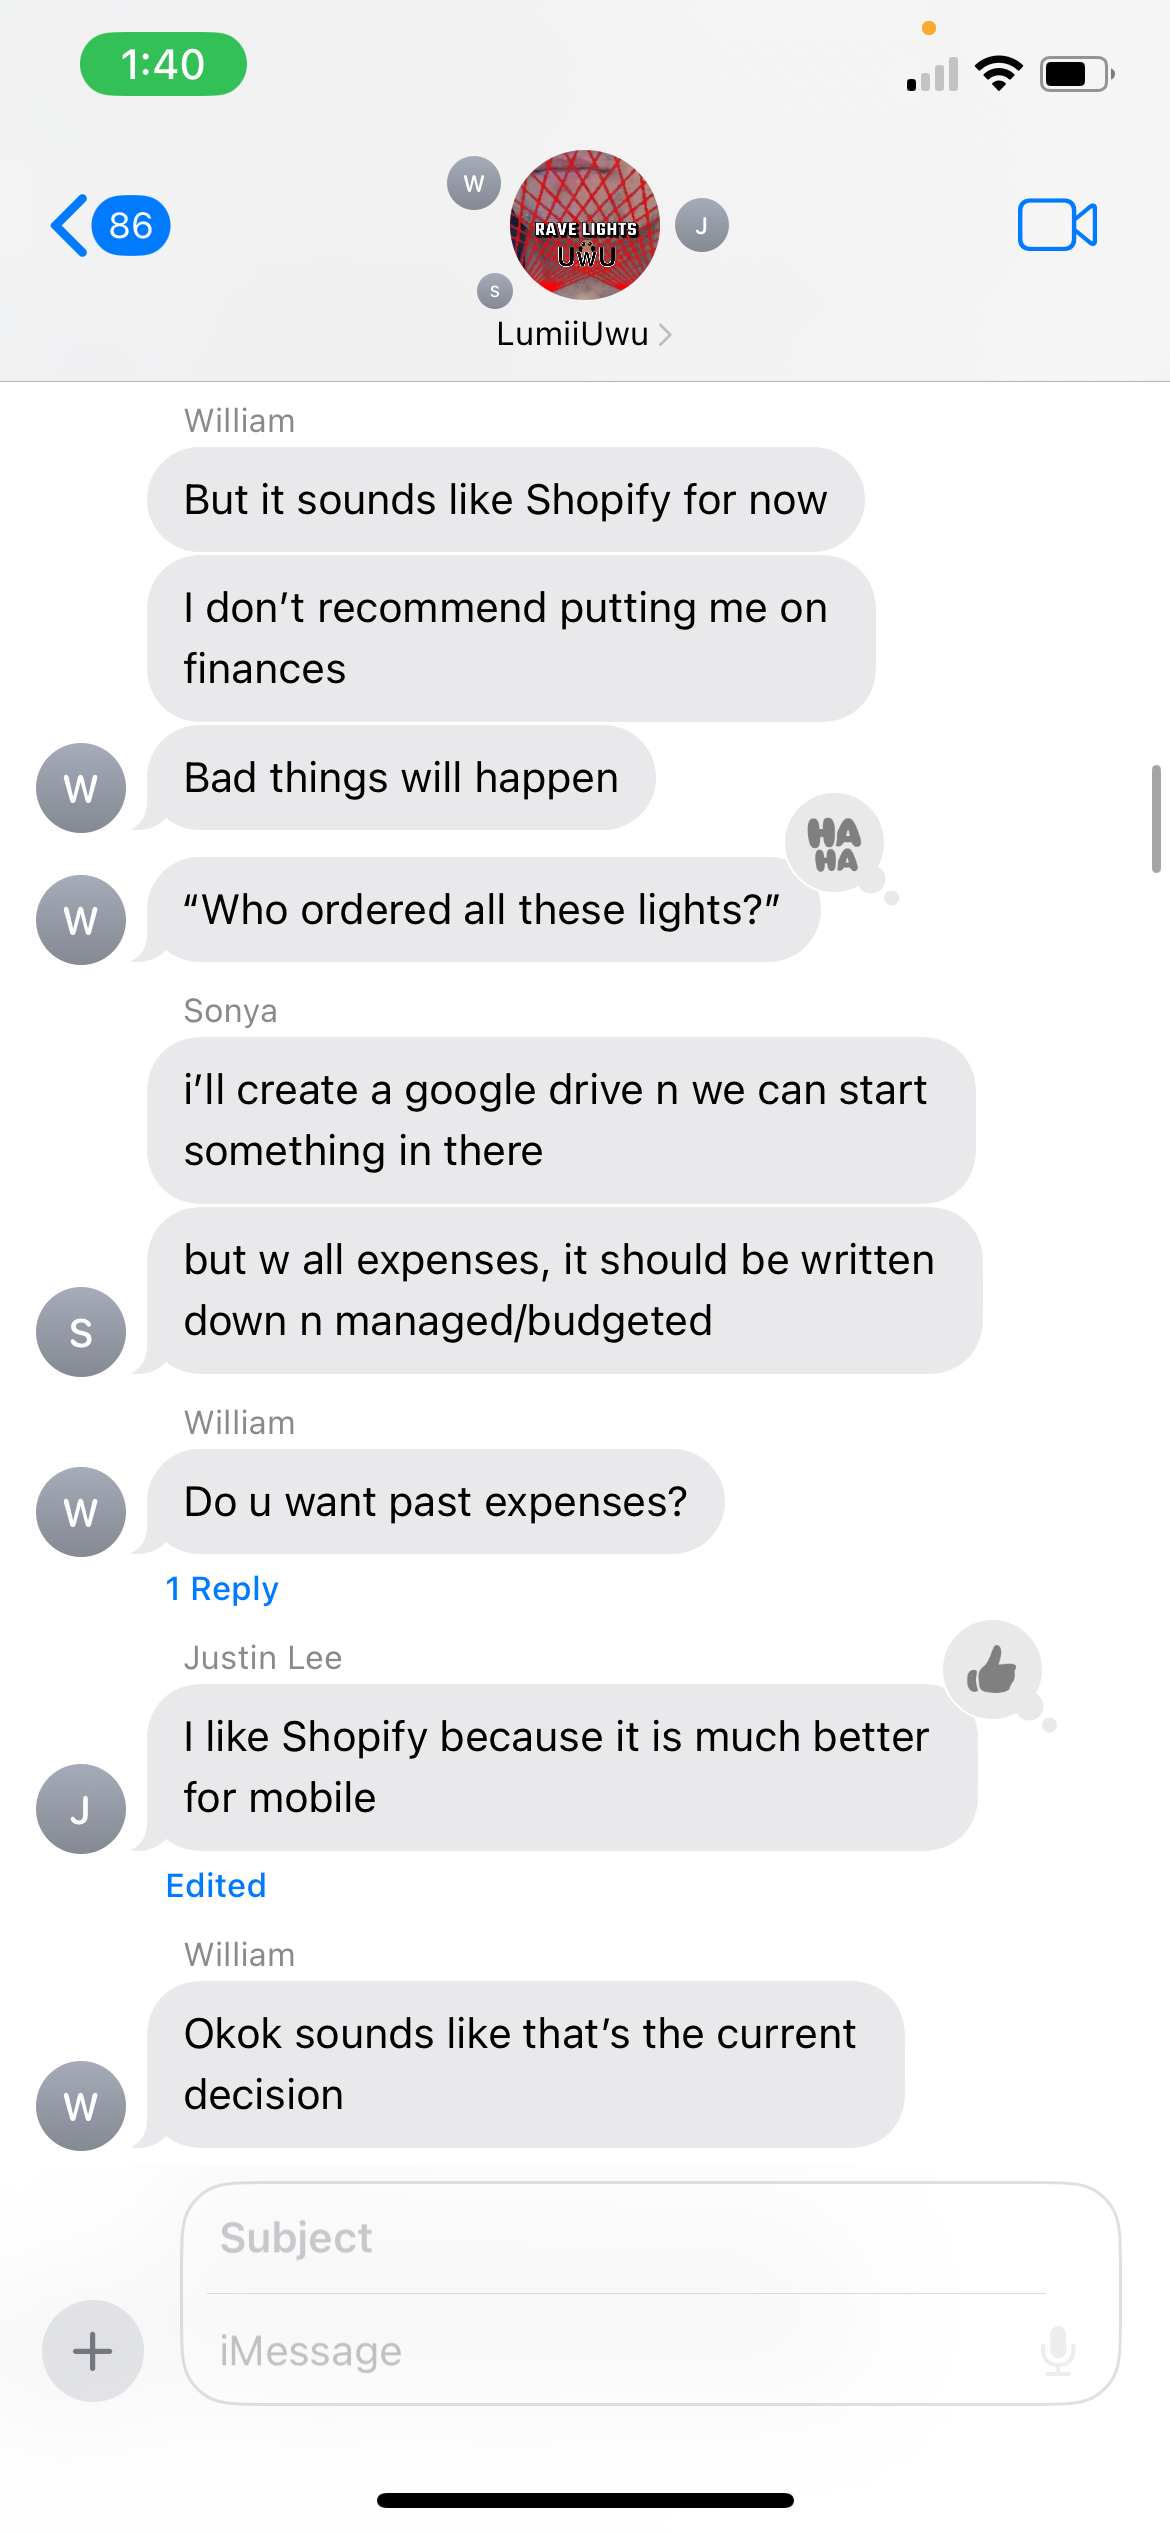 1:40
86
W
RAVE LIGHTS
UWU
J
S
LumiiUwu
William
But it sounds like Shopify for now
I don’t recommend putting me on
finances
W
Bad things will happen
HA
HA
W
“Who ordered all these lights?”
Sonya
i’ll create a google drive n we can start
something in there
but w all expenses, it should be written
down n managed/budgeted
S
William
W
Do u want past expenses?
1 Reply
Justin Lee
I like Shopify because it is much better
for mobile
J
Edited
William
Okok sounds like that’s the current
decision
W
Subject
iMessage